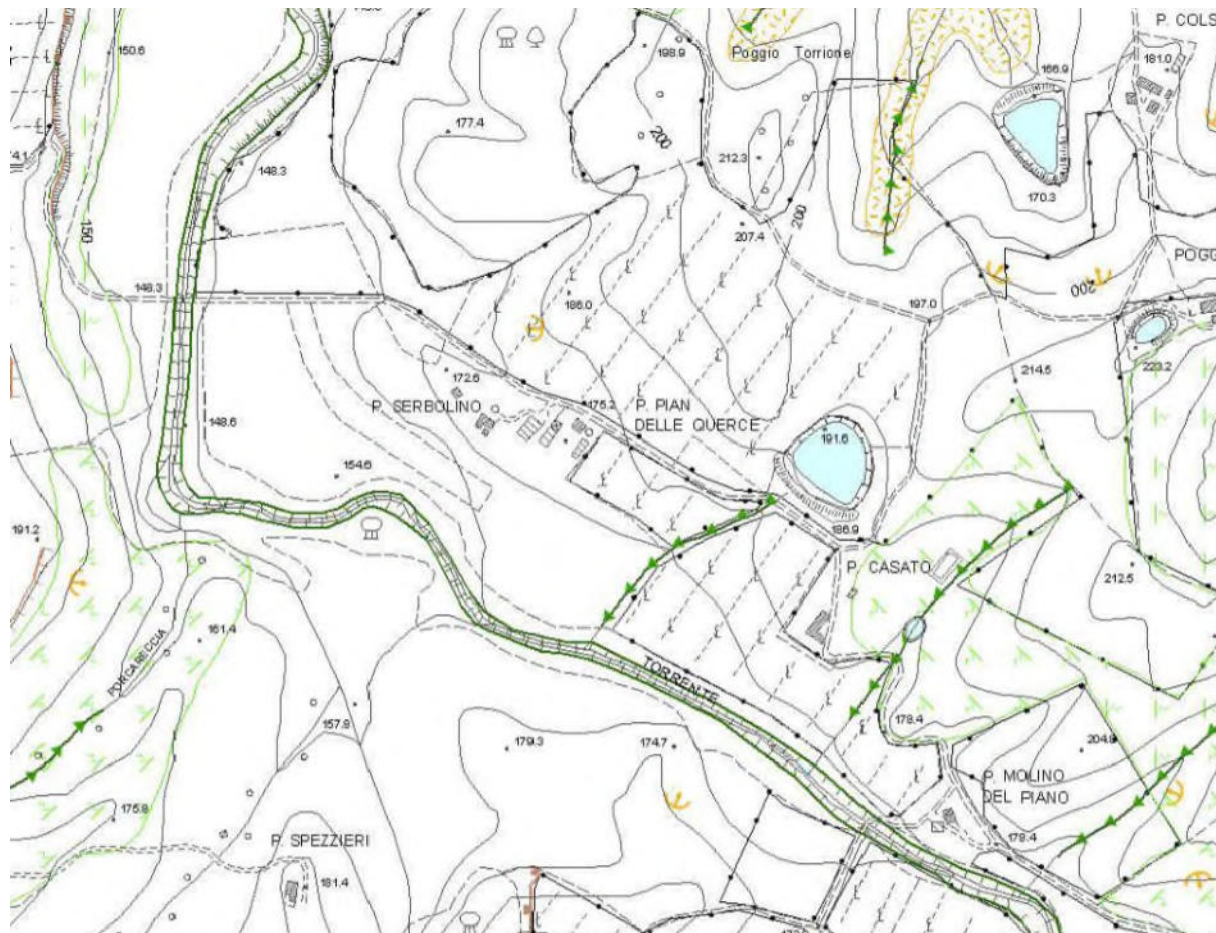 P. COLS
150.6
198.9
Poggio Torrione
166.9
181.0
177.4
200
212.3
148.3
170.3
150
200
207.4
POGG
148.3
186.0
200
197.0
172.6
214.5
223.2
P. SERBOLINO
175.2
P. PIAN
DELLE QUERCE
148.6
191.6
154.6
186.9
191.2
P. CASATO
212.5
161.4
PORCARECCIA
TORRENTE
157.8
178.4
179.3
174.7
204.8
P. MOLINO
DEL PIANO
175.8
P. SPEZZIERI
178.4
181.4